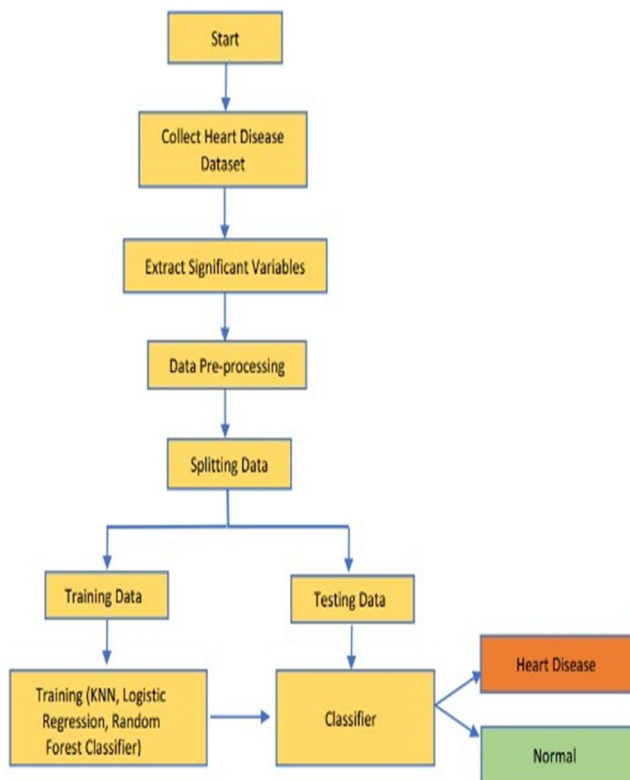 Start
Collect Heart Disease
Dataset
Extract Significant Variables
Data Pre-processing
Splitting Data
Training Data
Testing Data
Training (KNN, Logistic
Regression, Random
Forest Classifier)
Classifier
Heart Disease
Normal